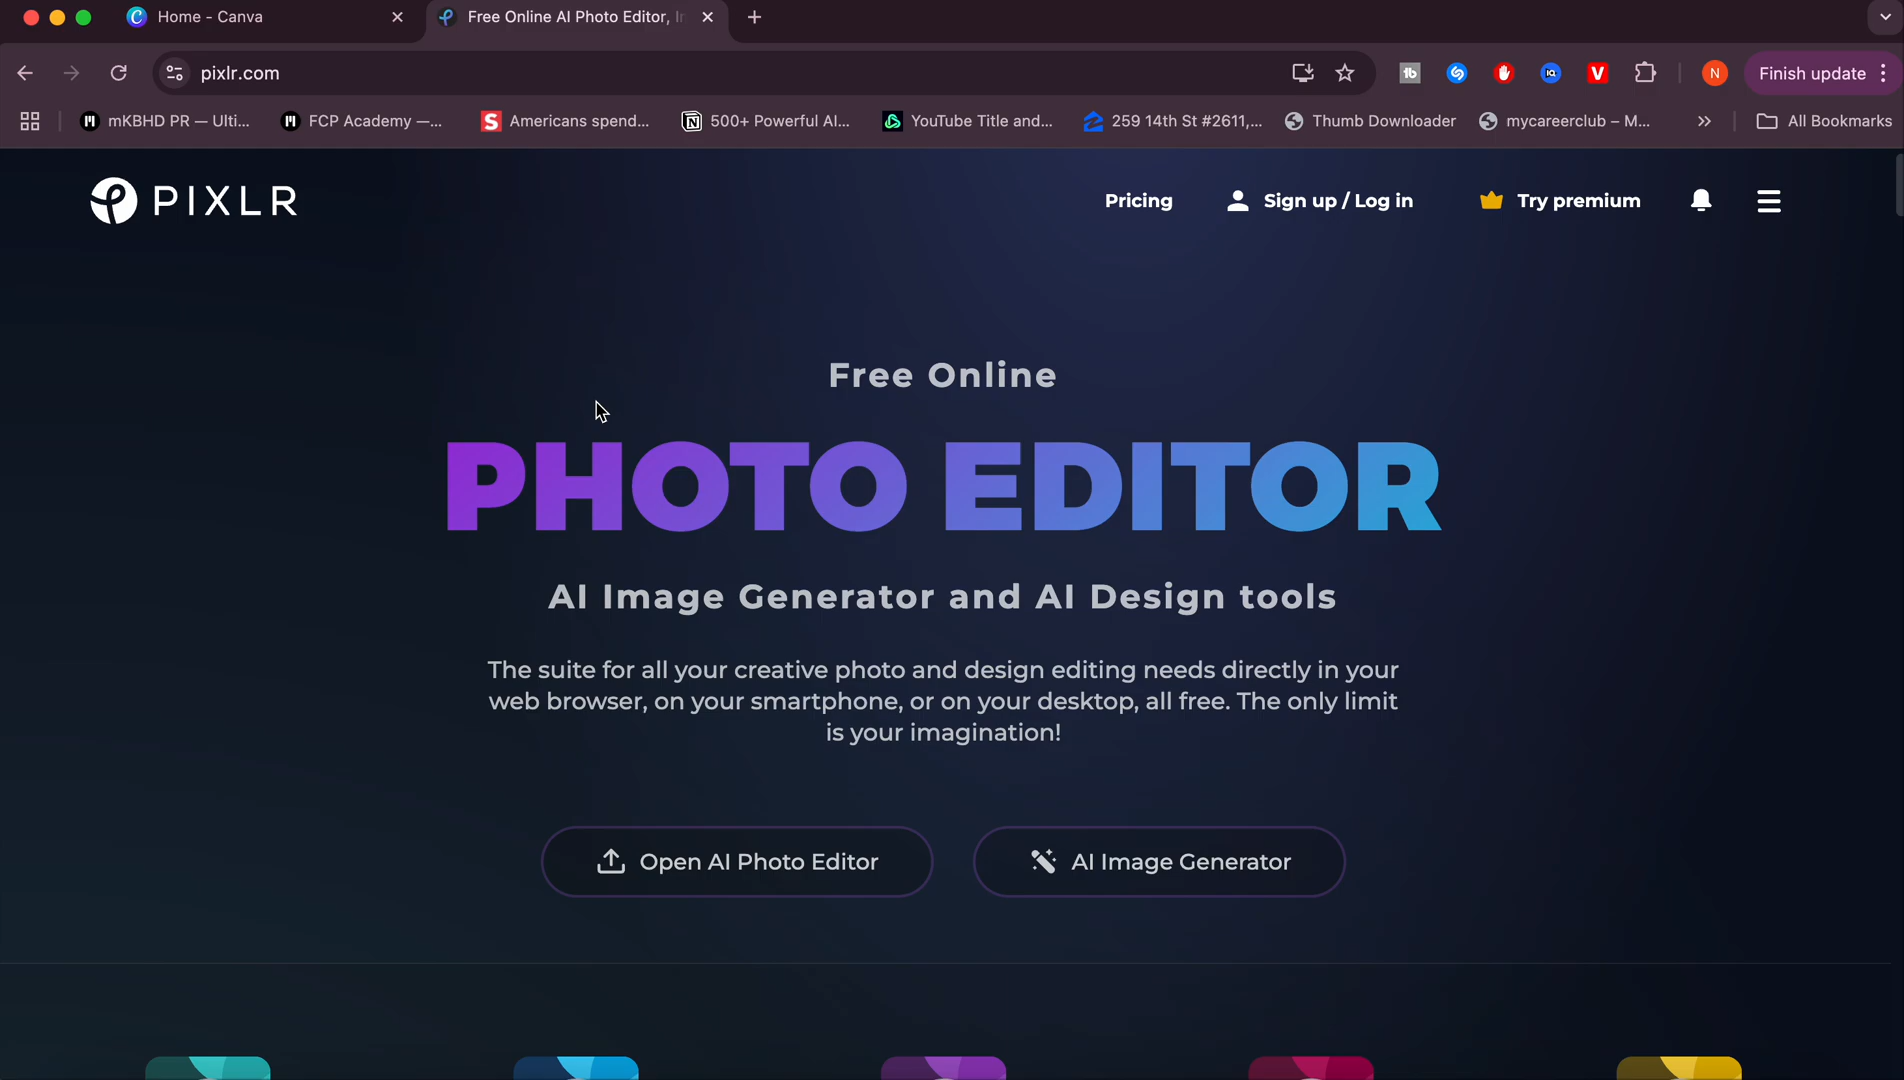 Home - Canva
Free Online AI Photo Editor, Ir
pixlr.com
Finish update
mKBHD PR — Ulti...
FCP Academy —...
Americans spend...
500+ Powerful AI...
YouTube Title and...
259 14th St #2611,...
Thumb Downloader
mycareerclub – M...
All Bookmarks
PIXLR
Pricing
Sign up / Log in
Try premium
Free Online
PHOTO EDITOR
AI Image Generator and AI Design tools
The suite for all your creative photo and design editing needs directly in your
web browser, on your smartphone, or on your desktop, all free. The only limit
is your imagination!
Open AI Photo Editor
AI Image Generator